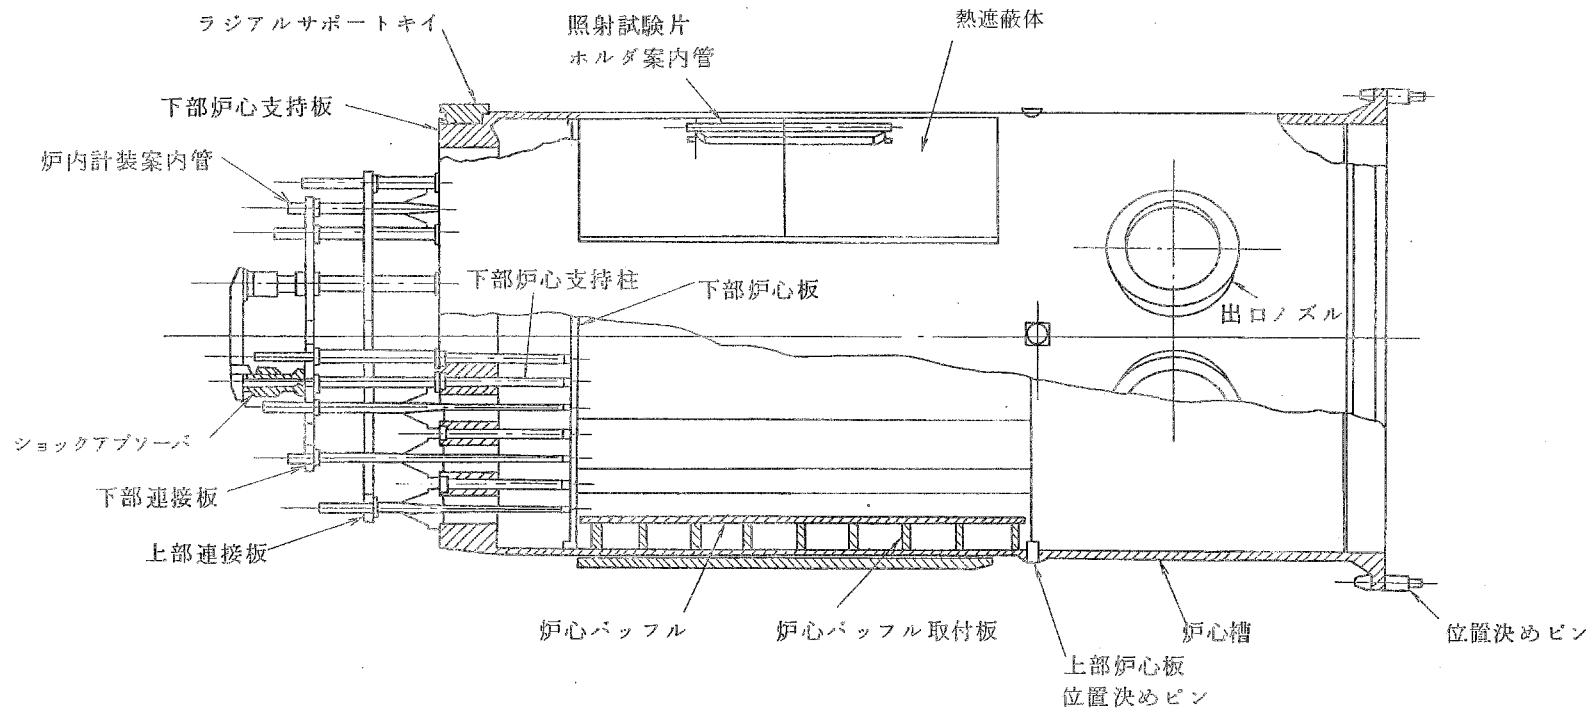 ラジアルサポートキイ
照射試験片
ホルダ案内管
熱遮蔽体
下部炉心支持板
炉内計装案内管
下部炉心支持柱
下部炉心板
出口ノズル
ショックアブソーバ
下部連接板
上部連接板
炉心バッフル
炉心バッフル取付板
炉心槽
位置決めピン
上部炉心板
位置決めピン